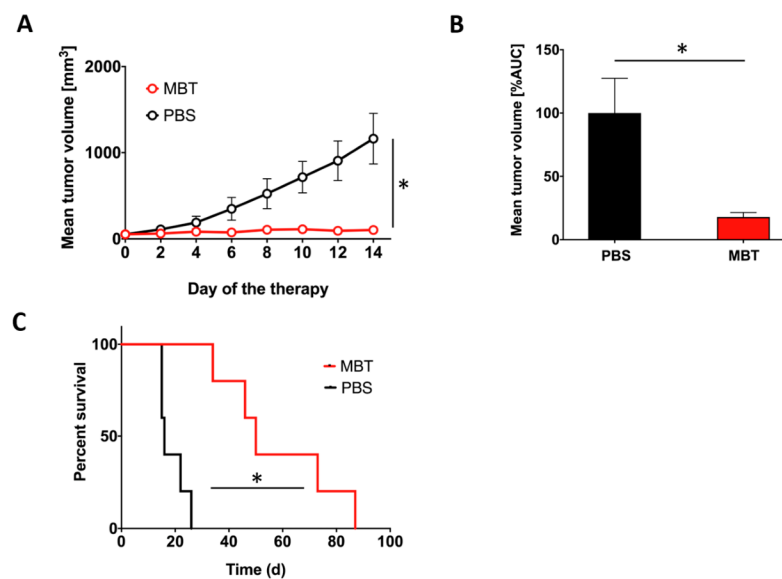 A
Mean tumor volume [mm³]
2000
1000
0
MBT
PBS
*
0 2 4 6 8 10 12 14
Day of the therapy
B
Mean tumor volume [%AUC]
150
100
50
0
*
PBS MBT
C
Percent survival
100
50
0
MBT
PBS
*
0 20 40 60 80 100
Time (d)